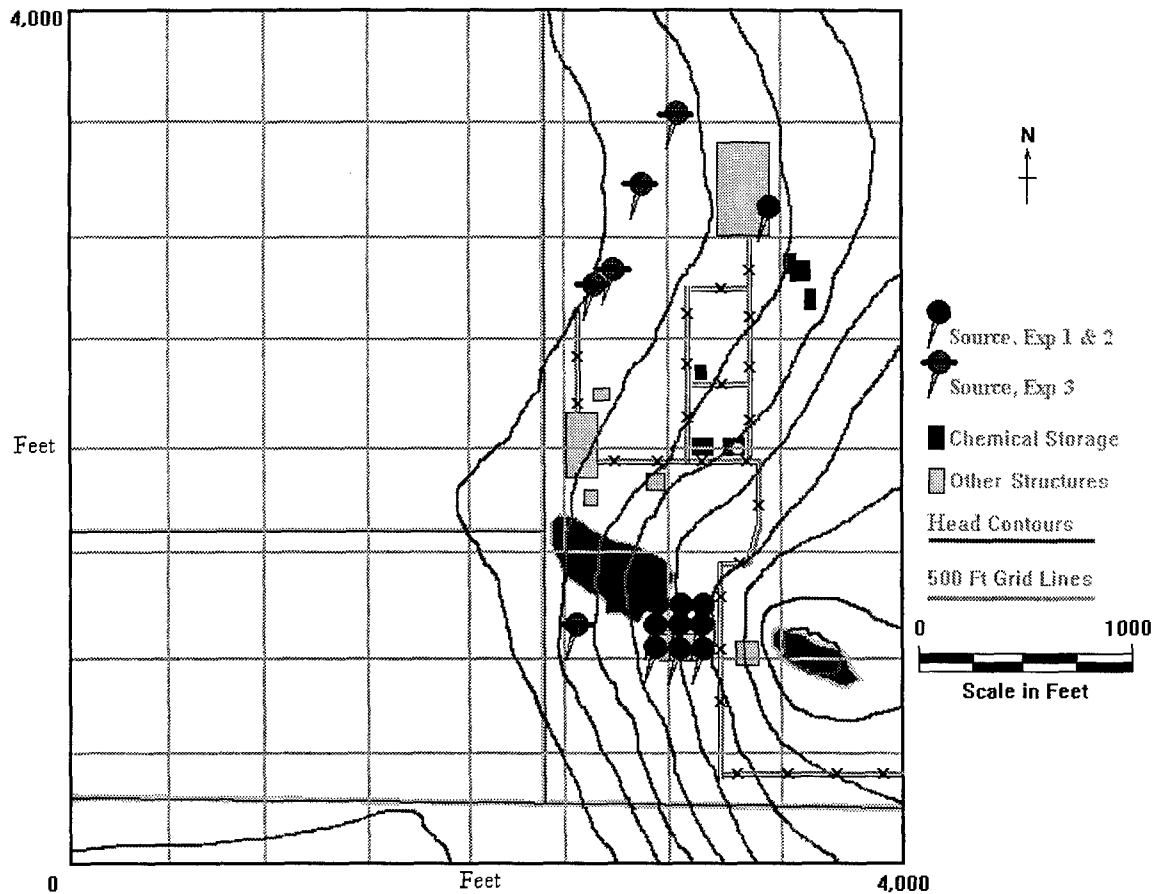 4,000
N
Source, Exp 1 & 2
Source, Exp 3
Feet
Chemical Storage
Other Structures
Head Contours
500 Ft Grid Lines
0 1000
Scale in Feet
0 Feet 4,000